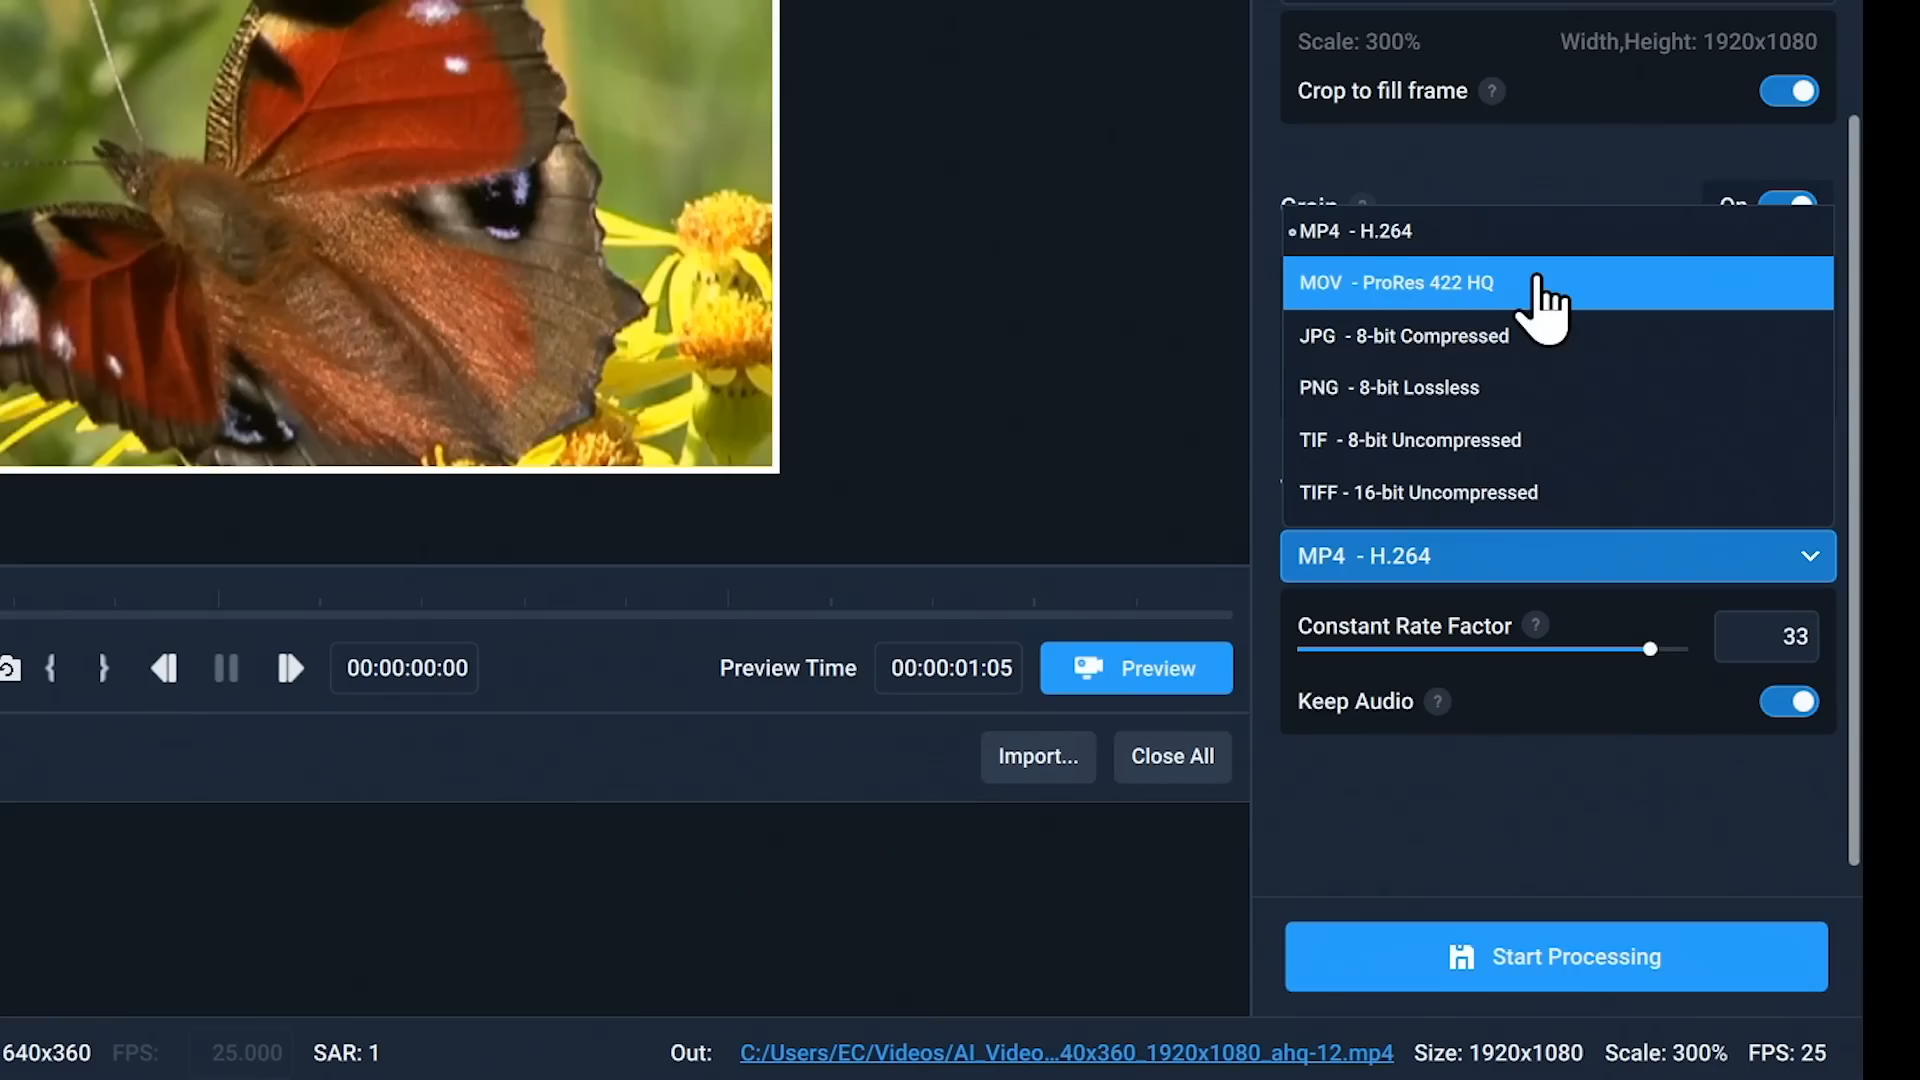 Scale: 300%
Width,Height: 1920x1080
Crop to fill frame ?
Grain ?
On
MP4 - H.264
MOV - ProRes 422 HQ
JPG - 8-bit Compressed
PNG - 8-bit Lossless
TIF - 8-bit Uncompressed
TIFF - 16-bit Uncompressed
MP4 - H.264
Constant Rate Factor ?
33
Keep Audio ?
00:00:00:00
Preview Time
00:00:01:05
Preview
Import...
Close All
Start Processing
640x360
FPS:
25.000
SAR: 1
Out:
C:/Users/EC/Videos/AI_Video...40x360_1920x1080_ahq-12.mp4
Size: 1920x1080
Scale: 300%
FPS: 25